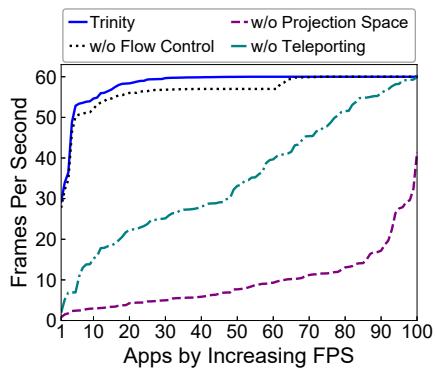 Trinity w/o Projection Space
w/o Flow Control w/o Teleporting
Frames Per Second
60
50
40
30
20
10
0
1 10 20 30 40 50 60 70 80 90 100
Apps by Increasing FPS